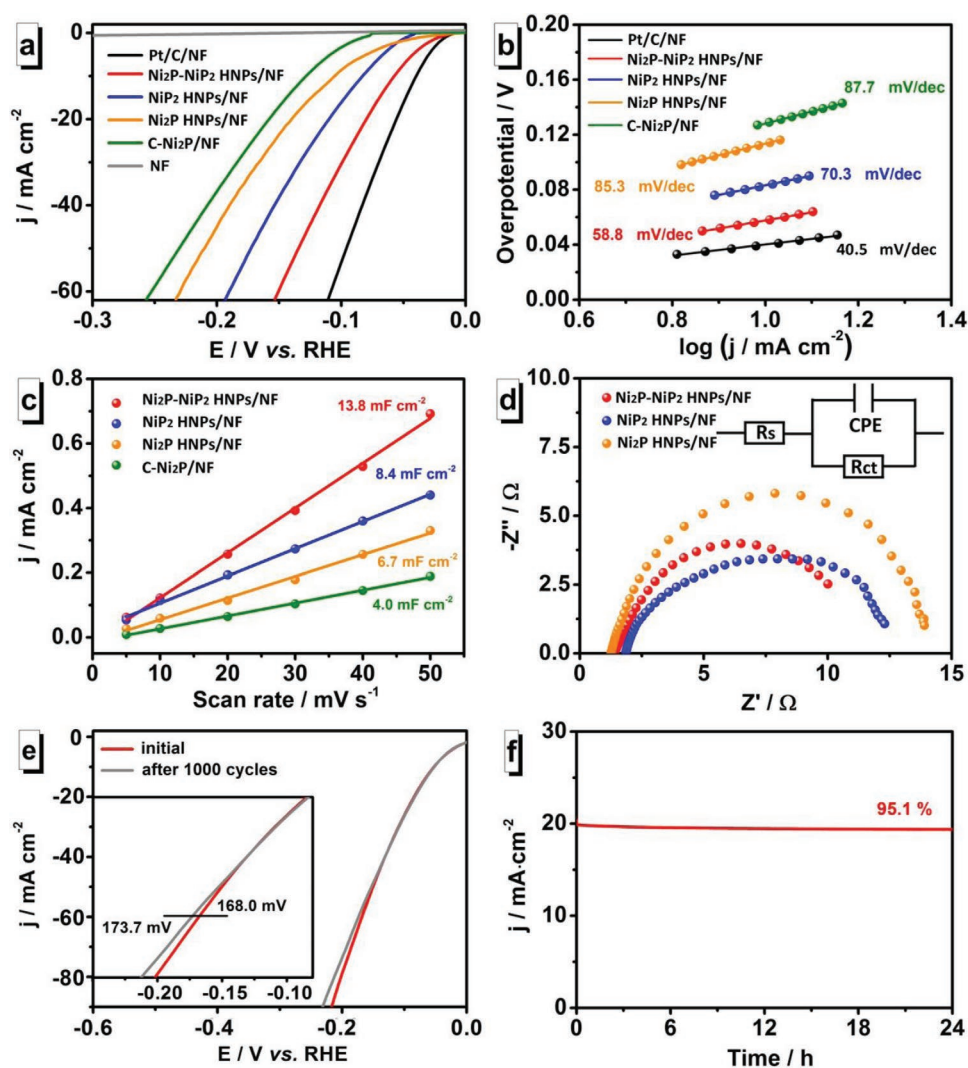 a
0
-20
-40
-60
-0.3
-0.2
-0.1
0.0
j / mA cm⁻²
E / V vs. RHE
Pt/C/NF
Ni₂P-NiP₂ HNPs/NF
NiP₂ HNPs/NF
Ni₂P HNPs/NF
C-Ni₂P/NF
NF
b
0.20
0.16
0.12
0.08
0.04
0.00
0.6
0.8
1.0
1.2
1.4
Overpotential / V
log (j / mA cm⁻²)
Pt/C/NF
Ni₂P-NiP₂ HNPs/NF
NiP₂ HNPs/NF
Ni₂P HNPs/NF
C-Ni₂P/NF
87.7 mV/dec
85.3 mV/dec
70.3 mV/dec
58.8 mV/dec
40.5 mV/dec
c
0.8
0.6
0.4
0.2
0.0
0
10
20
30
40
50
j / mA cm⁻²
Scan rate / mV s⁻¹
Ni₂P-NiP₂ HNPs/NF
NiP₂ HNPs/NF
Ni₂P HNPs/NF
C-Ni₂P/NF
13.8 mF cm⁻²
8.4 mF cm⁻²
6.7 mF cm⁻²
4.0 mF cm⁻²
d
10.0
7.5
5.0
2.5
0.0
0
5
10
15
-Z'' / Ω
Z' / Ω
Ni₂P-NiP₂ HNPs/NF
NiP₂ HNPs/NF
Ni₂P HNPs/NF
Rs
CPE
Rct
e
0
-20
-40
-60
-80
-0.6
-0.4
-0.2
0.0
j / mA cm⁻²
E / V vs. RHE
initial
after 1000 cycles
168.0 mV
173.7 mV
-0.20
-0.15
-0.10
f
30
20
10
0
0
6
12
18
24
j / mA·cm⁻²
Time / h
95.1 %